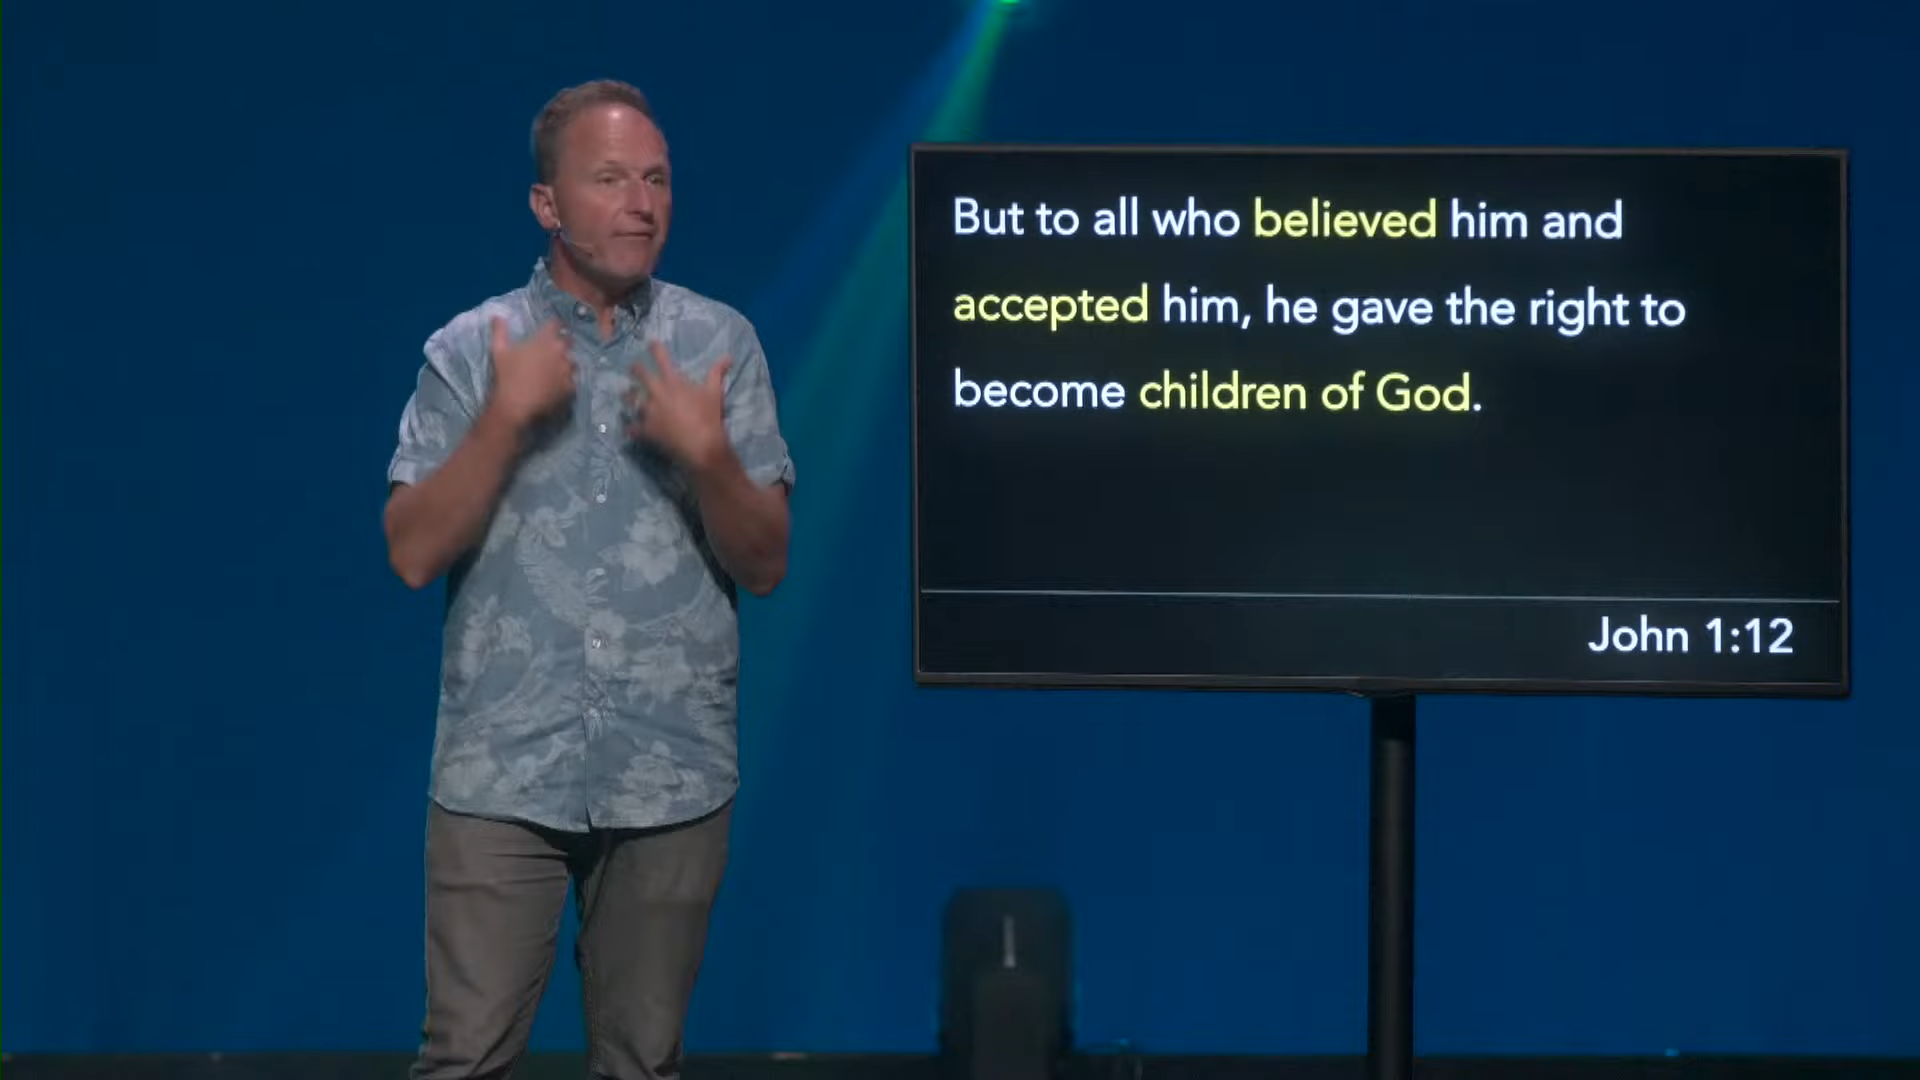 But to all who believed him and
accepted him, he gave the right to
become children of God.
John 1:12